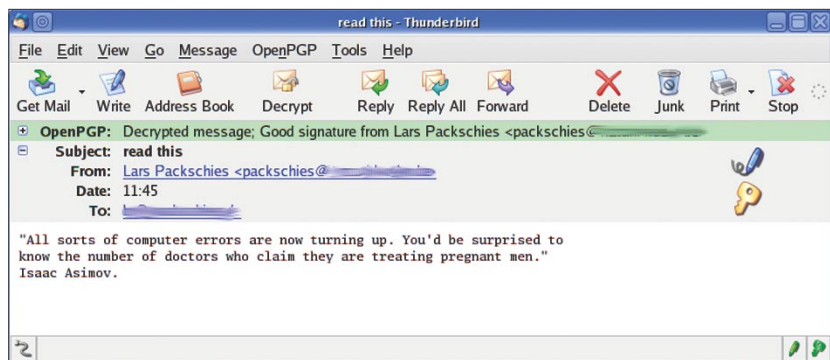 read this - Thunderbird
File Edit View Go Message OpenPGP Tools Help
Get Mail Write Address Book Decrypt Reply Reply All Forward Delete Junk Print Stop
OpenPGP: Decrypted message; Good signature from Lars Packschies <packschies@
Subject: read this
From: Lars Packschies <packschies@
Date: 11:45
To:
"All sorts of computer errors are now turning up. You'd be surprised to
know the number of doctors who claim they are treating pregnant men."
Isaac Asimov.